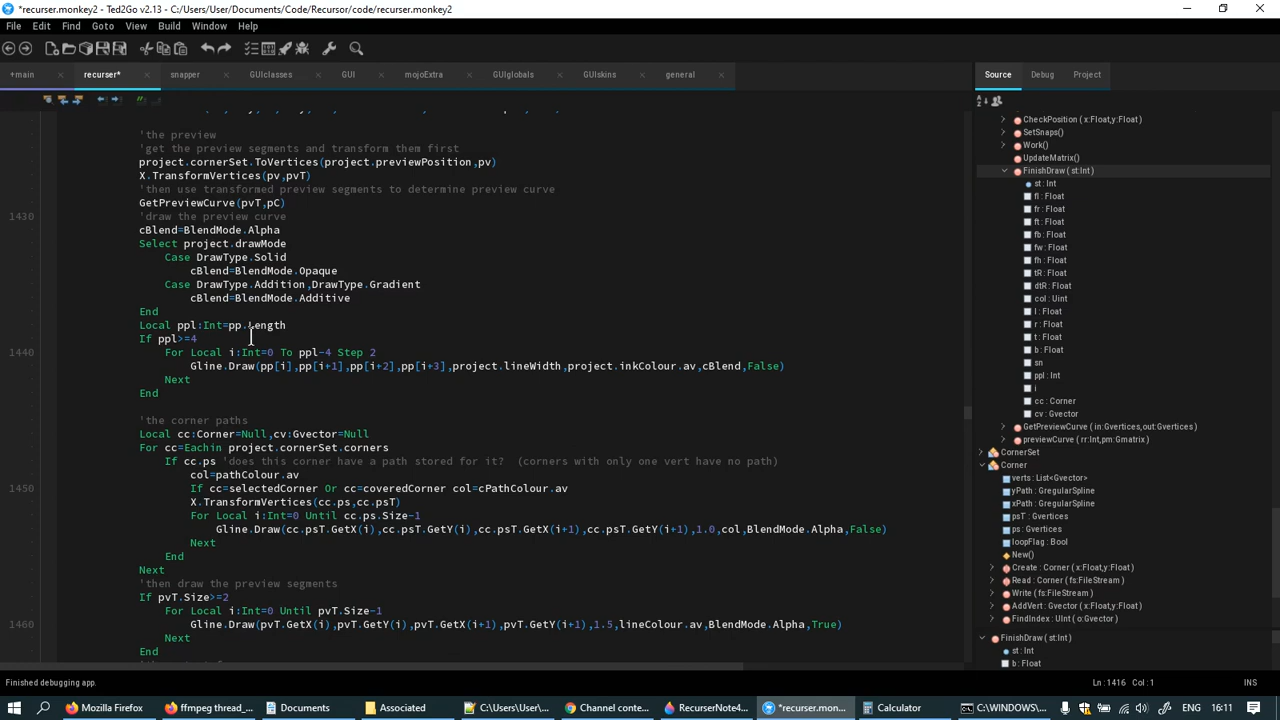 *recurser.monkey2 - Ted2Go v2.13 - C:/Users/User/Documents/Code/Recursor/code/recurser.monkey2
File Edit Find Goto View Build Window Help
+main recurser* snapper GUIclasses GUI mojoExtra GUIglobals GUIskins general
Source Debug Project
'the preview
'get the preview segments and transform them first
project.cornerSet.ToVertices(project.previewPosition,pv)
X.TransformVertices(pv,pvT)
'then use transformed preview segments to determine preview curve
GetPreviewCurve(pvT,pC)
1430 'draw the preview curve
cBlend=BlendMode.Alpha
Select project.drawMode
Case DrawType.Solid
cBlend=BlendMode.Opaque
Case DrawType.Addition,DrawType.Gradient
cBlend=BlendMode.Additive
End
Local ppl:Int=pp.Length
If ppl>=4
1440 For Local i:Int=0 To ppl-4 Step 2
Gline.Draw(pp[i],pp[i+1],pp[i+2],pp[i+3],project.lineWidth,project.inkColour.av,cBlend,False)
Next
End
'the corner paths
Local cc:Corner=Null,cv:Gvector=Null
For cc=Eachin project.cornerSet.corners
If cc.ps 'does this corner have a path stored for it?  (corners with only one vert have no path)
col=pathColour.av
1450 If cc=selectedCorner Or cc=coveredCorner col=cPathColour.av
X.TransformVertices(cc.ps,cc.psT)
For Local i:Int=0 Until cc.ps.Size-1
Gline.Draw(cc.psT.GetX(i),cc.psT.GetY(i),cc.psT.GetX(i+1),cc.psT.GetY(i+1),1.0,col,BlendMode.Alpha,False)
Next
End
Next
'then draw the preview segments
If pvT.Size>=2
For Local i:Int=0 Until pvT.Size-1
1460 Gline.Draw(pvT.GetX(i),pvT.GetY(i),pvT.GetX(i+1),pvT.GetY(i+1),1.5,lineColour.av,BlendMode.Alpha,True)
Next
End
CheckPosition ( x:Float,y:Float )
SetSnaps()
Work()
UpdateMatrix()
FinishDraw ( st:Int )
st : Int
fl : Float
fr : Float
ft : Float
fb : Float
fw : Float
fh : Float
tR : Float
dtR : Float
col : Uint
l : Float
r : Float
t : Float
b : Float
sn
ppl : Int
i
cc : Corner
cv : Gvector
GetPreviewCurve ( in:Gvertices,out:Gvertices )
previewCurve ( rr:Int,pm:Gmatrix )
CornerSet
Corner
verts : List<Gvector>
yPath : GregularSpline
xPath : GregularSpline
psT : Gvertices
ps: Gvertices
loopFlag : Bool
New()
Create : Corner ( x:Float,y:Float )
Read : Corner ( fs:FileStream )
Write ( fs:FileStream )
AddVert : Gvector ( x:Float,y:Float )
FindIndex : UInt ( o:Gvector )
FinishDraw ( st:Int )
st : Int
b : Float
Finished debugging app. Ln : 1416 Col : 1 INS
Mozilla Firefox ffmpeg thread_... Documents C:\Users\User\... Associated Channel conte... RecurserNote4... *recurser.mon... Calculator C:\WINDOWS\... ENG 16:11